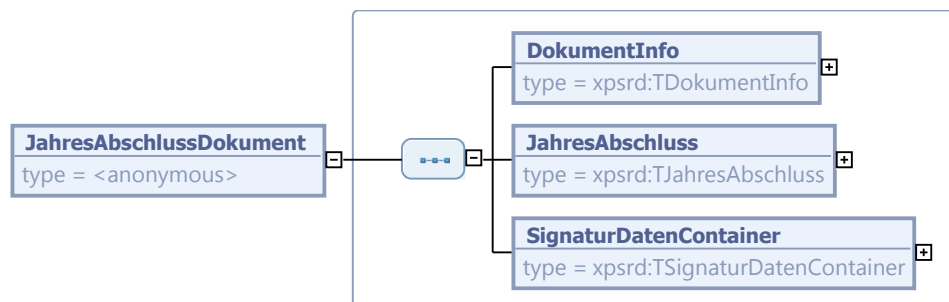 DokumentInfo
type = xpsrd:TDokumentInfo
JahresAbschlussDokument
type = <anonymous>
JahresAbschluss
type = xpsrd:TJahresAbschluss
SignaturDatenContainer
type = xpsrd:TSignaturDatenContainer